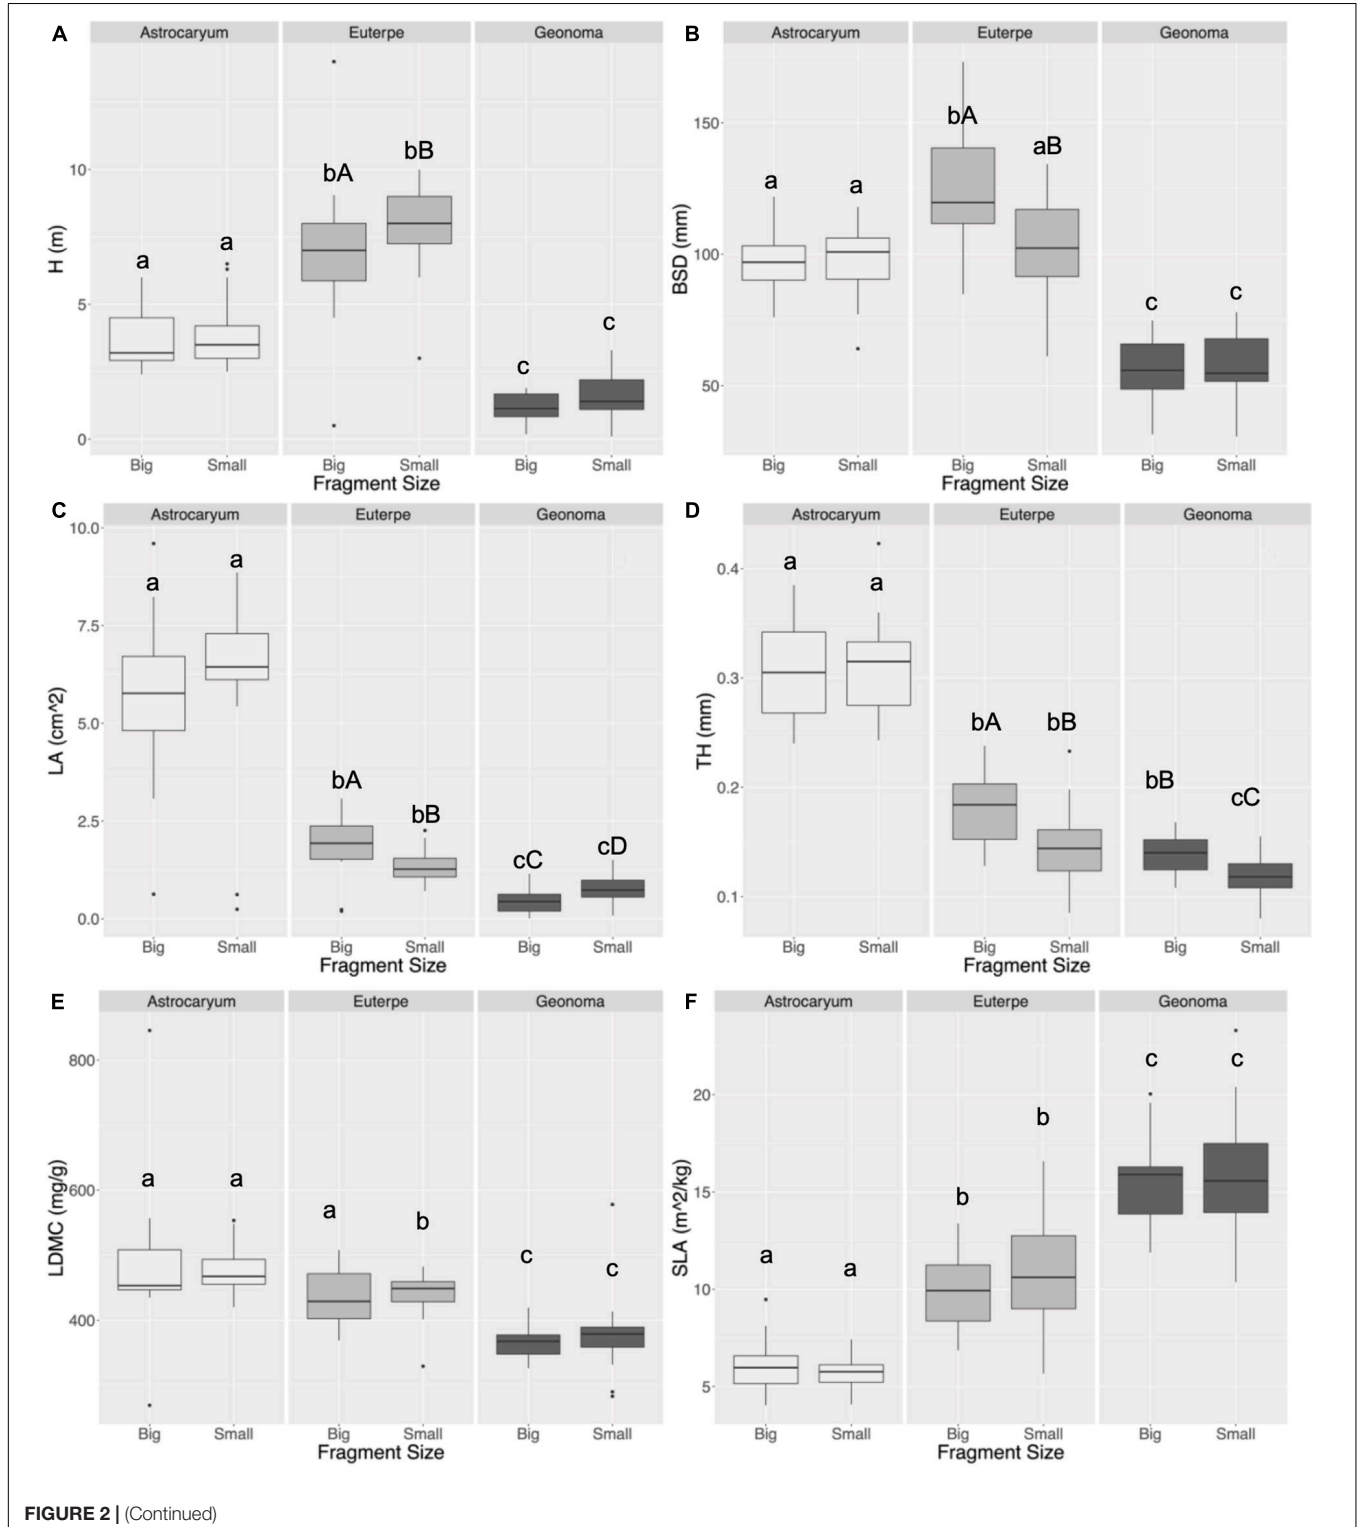 A
Astrocaryum Euterpe Geonoma
H (m)
10
5
0
a a bA bB c c
Big Small Big Small Big Small
Fragment Size
B
Astrocaryum Euterpe Geonoma
BSD (mm)
150
100
50
a a bA aB c c
Big Small Big Small Big Small
Fragment Size
C
Astrocaryum Euterpe Geonoma
LA (cm^2)
10.0
7.5
5.0
2.5
0.0
a a bA bB cC cD
Big Small Big Small Big Small
Fragment Size
D
Astrocaryum Euterpe Geonoma
TH (mm)
0.4
0.3
0.2
0.1
a a bA bB bB cC
Big Small Big Small Big Small
Fragment Size
E
Astrocaryum Euterpe Geonoma
LDMC (mg/g)
800
600
400
a a a b c c
Big Small Big Small Big Small
Fragment Size
F
Astrocaryum Euterpe Geonoma
SLA (m^2/kg)
20
15
10
5
a a b b c c
Big Small Big Small Big Small
Fragment Size
FIGURE 2 | (Continued)